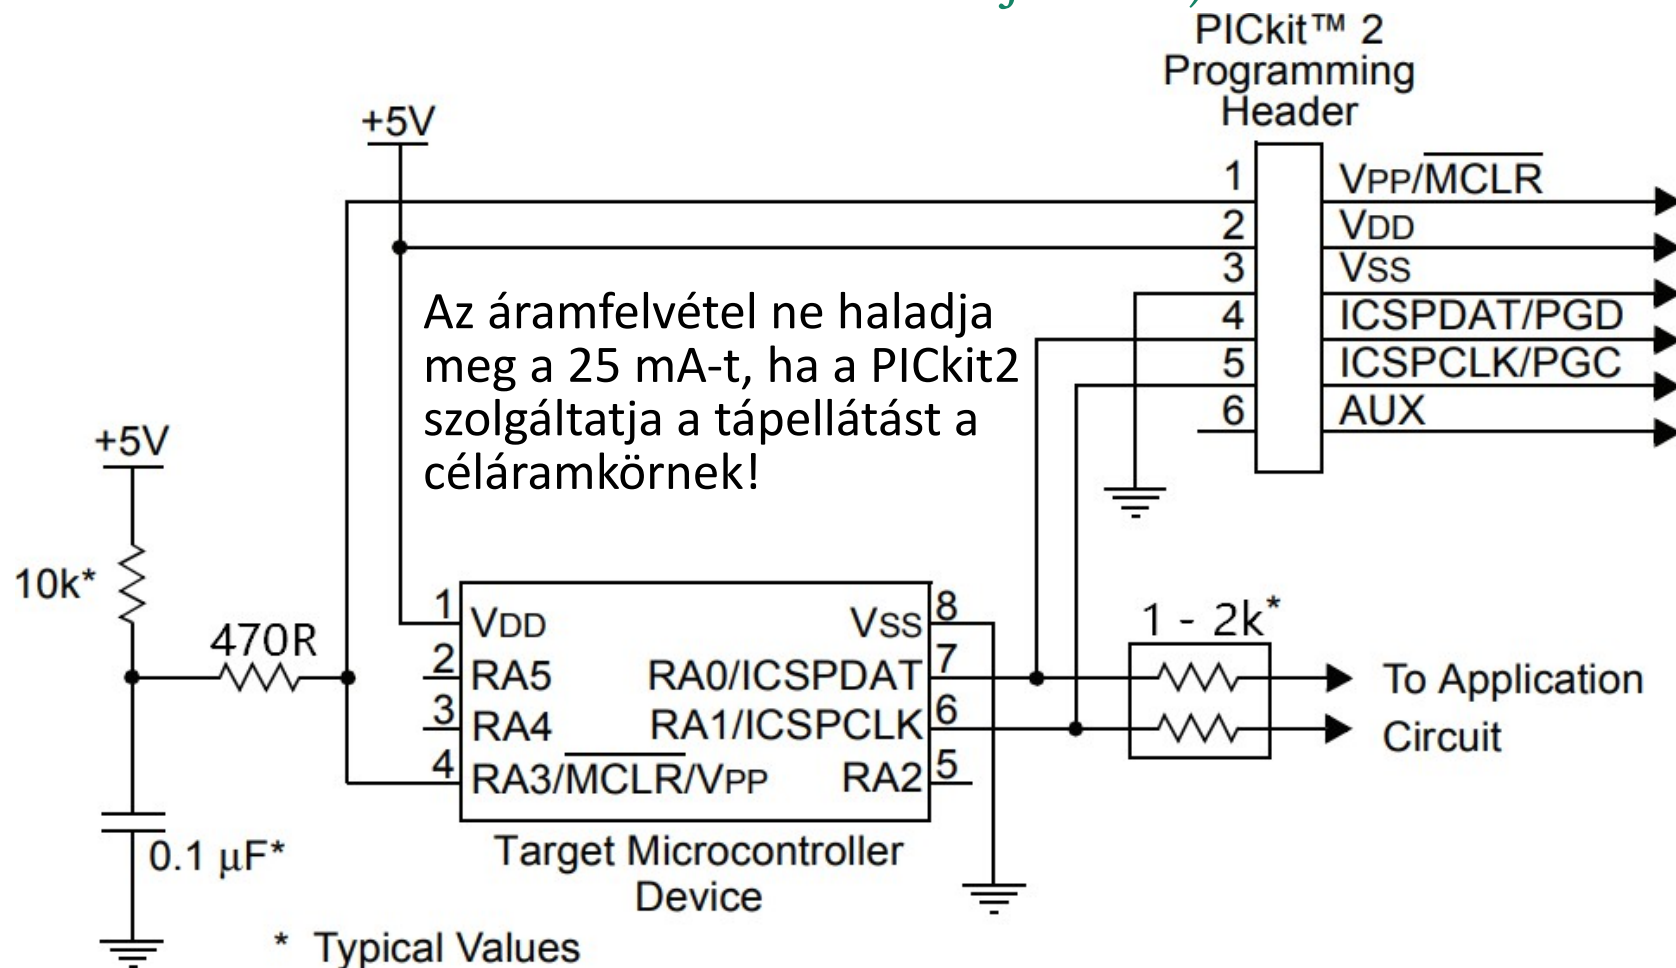 PICkit™ 2
Programming
Header
+5V
1 VPP/MCLR
2 VDD
3 VSS
4 ICSPDAT/PGD
5 ICSPCLK/PGC
6 AUX
Az áramfelvétel ne haladja
meg a 25 mA-t, ha a PICkit2
szolgáltatja a tápellátást a
céláramkörnek!
+5V
10k*
470R
0.1 µF*
1 VDD
2 RA5
3 RA4
4 RA3/MCLR/VPP
VSS 8
RA0/ICSPDAT 7
RA1/ICSPCLK 6
RA2 5
Target Microcontroller
Device
1 - 2k*
To Application
Circuit
* Typical Values